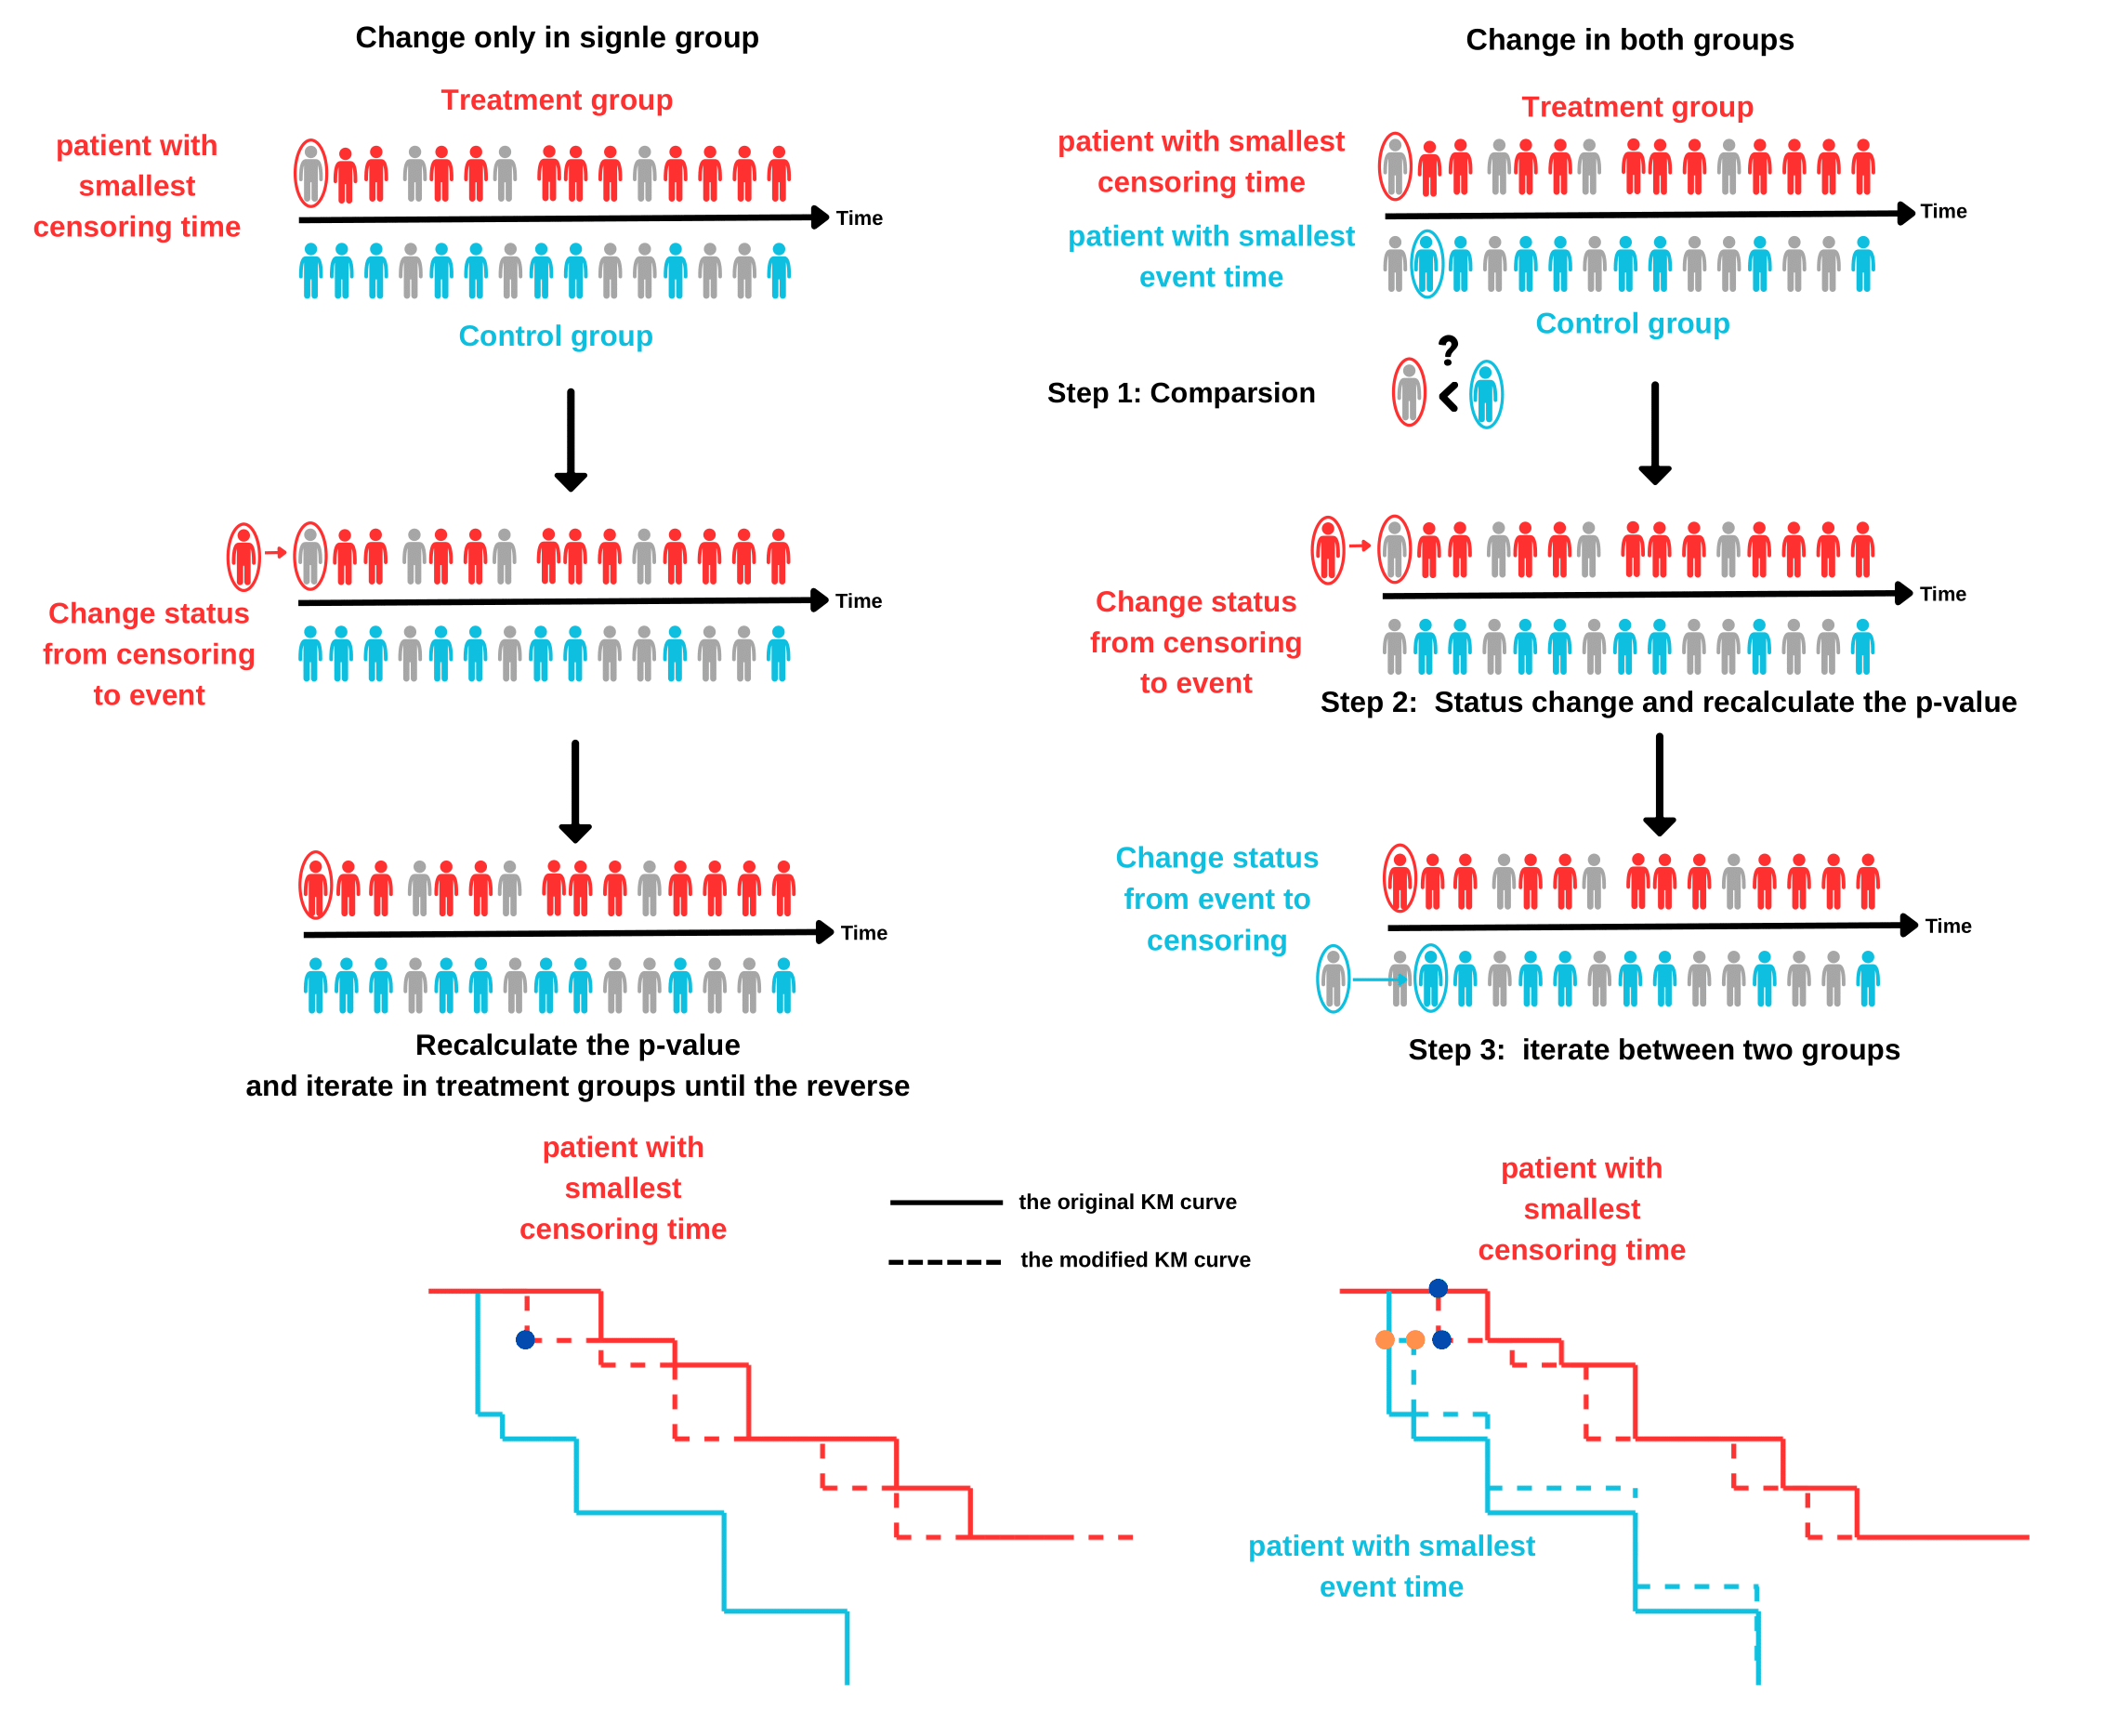 Change only in signle group
Treatment group
patient with
smallest
censoring time
Time
Control group
Change status
from censoring
to event
Time
Time
Recalculate the p-value
and iterate in treatment groups until the reverse
patient with
smallest
censoring time
the original KM curve
the modified KM curve
Change in both groups
Treatment group
patient with smallest
censoring time
Time
patient with smallest
event time
Control group
?
Step 1: Comparsion
<
Time
Change status
from censoring
to event
Step 2: Status change and recalculate the p-value
Change status
from event to
censoring
Time
Step 3: iterate between two groups
patient with
smallest
censoring time
patient with smallest
event time